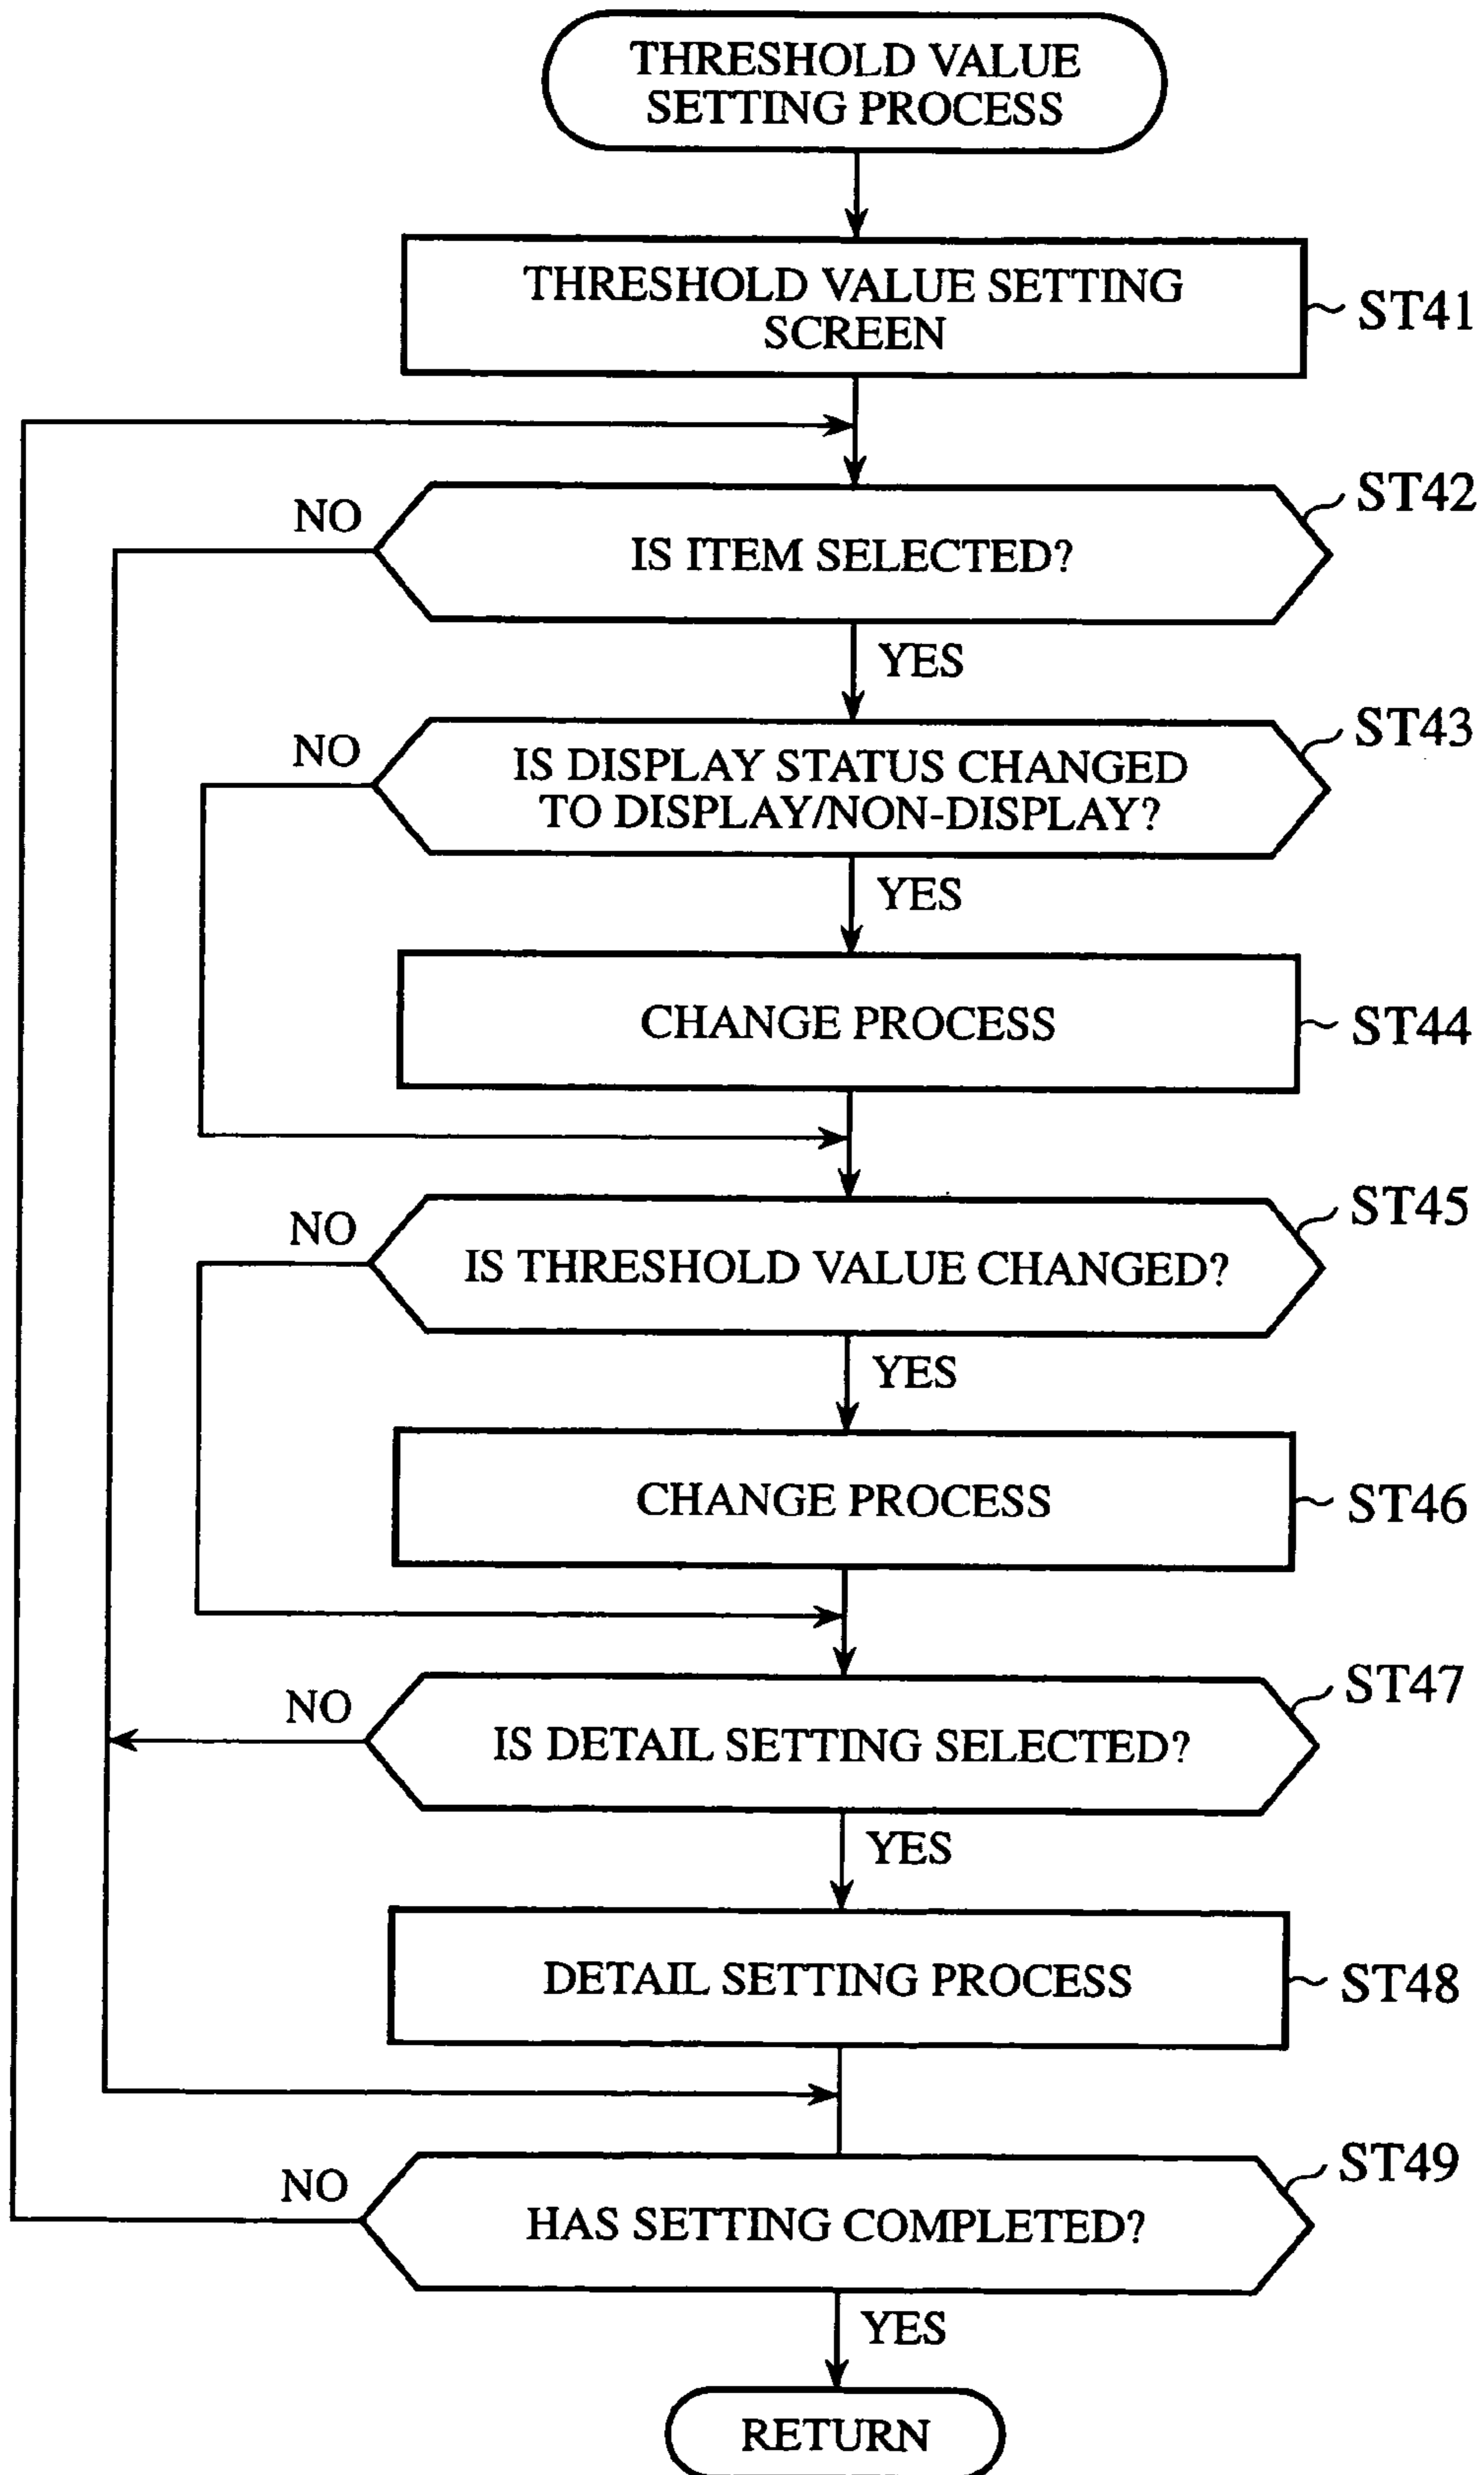 THRESHOLD VALUE
SETTING PROCESS
THRESHOLD VALUE SETTING
SCREEN
ST41
ST42
NO
IS ITEM SELECTED?
YES
ST43
NO
IS DISPLAY STATUS CHANGED
TO DISPLAY/NON-DISPLAY?
YES
CHANGE PROCESS
ST44
ST45
NO
IS THRESHOLD VALUE CHANGED?
YES
CHANGE PROCESS
ST46
ST47
NO
IS DETAIL SETTING SELECTED?
YES
DETAIL SETTING PROCESS
ST48
ST49
NO
HAS SETTING COMPLETED?
YES
RETURN